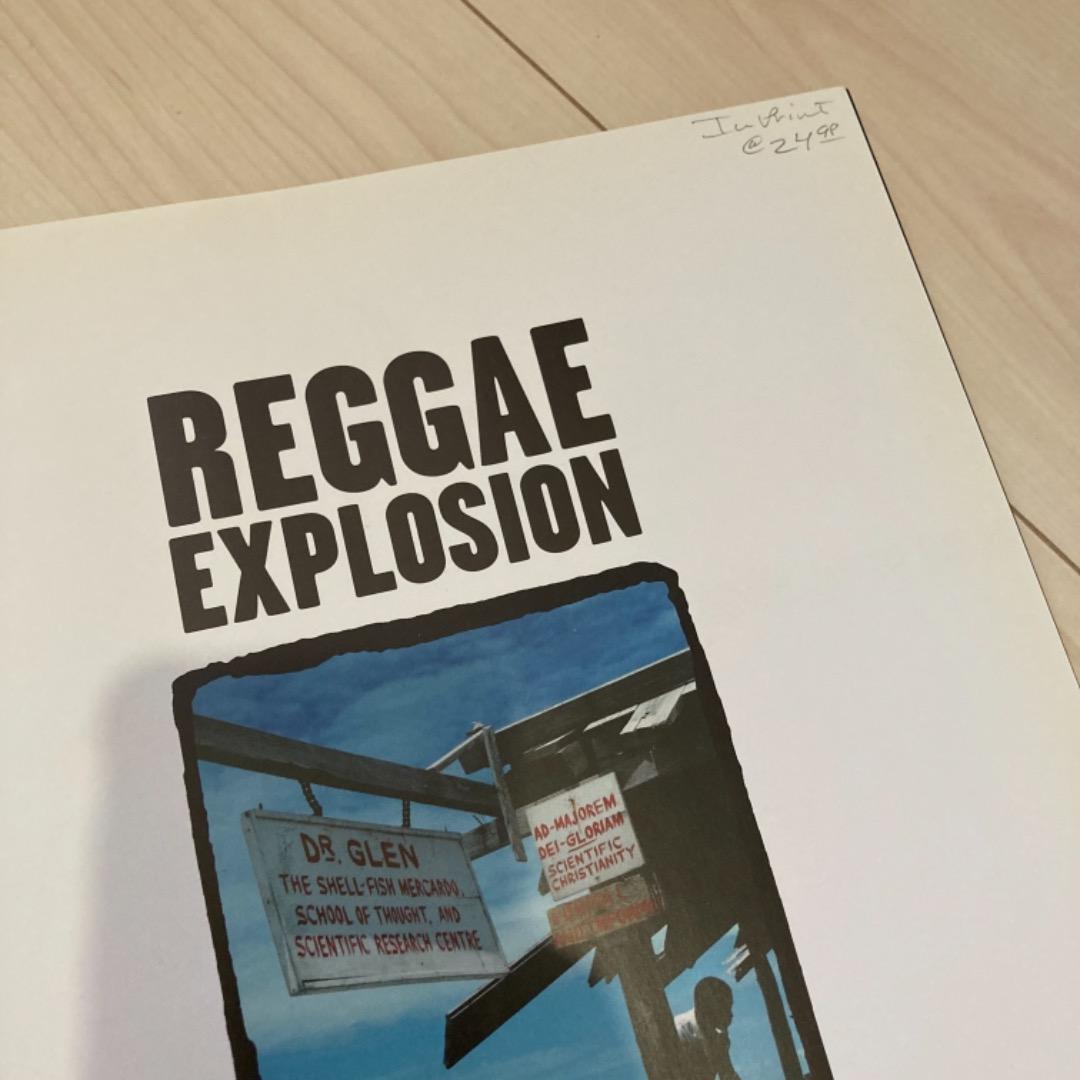 In Print
@ 24.98
REGGAE
EXPLOSION
DR. GLEN
THE SHELL-FISH MERCARDO,
SCHOOL OF THOUGHT, AND
SCIENTIFIC RESEARCH CENTRE
AD-MAJOREM
DEI-GLORIAM
SCIENTIFIC
CHRISTIANITY